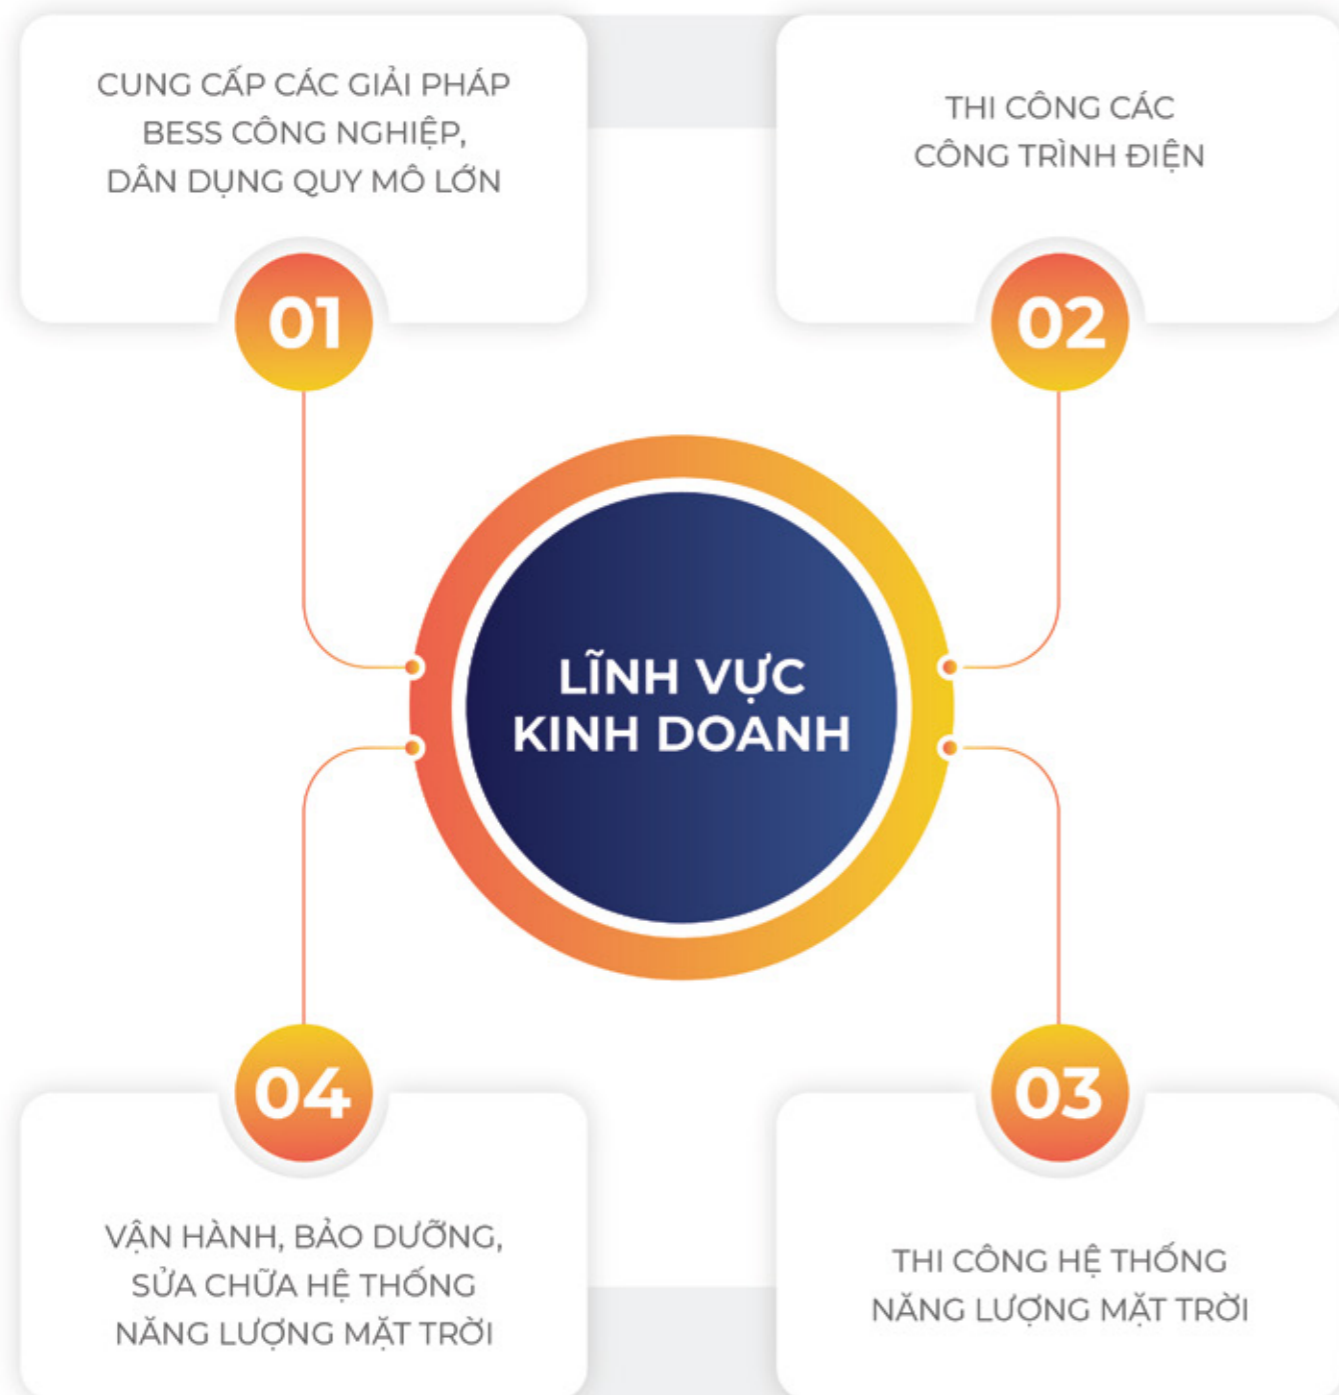 CUNG CẤP CÁC GIẢI PHÁP
BESS CÔNG NGHIỆP,
DÂN DỤNG QUY MÔ LỚN
01
THI CÔNG CÁC
CÔNG TRÌNH ĐIỆN
02
LĨNH VỰC
KINH DOANH
04
VẬN HÀNH, BẢO DƯỠNG,
SỬA CHỮA HỆ THỐNG
NĂNG LƯỢNG MẶT TRỜI
03
THI CÔNG HỆ THỐNG
NĂNG LƯỢNG MẶT TRỜI